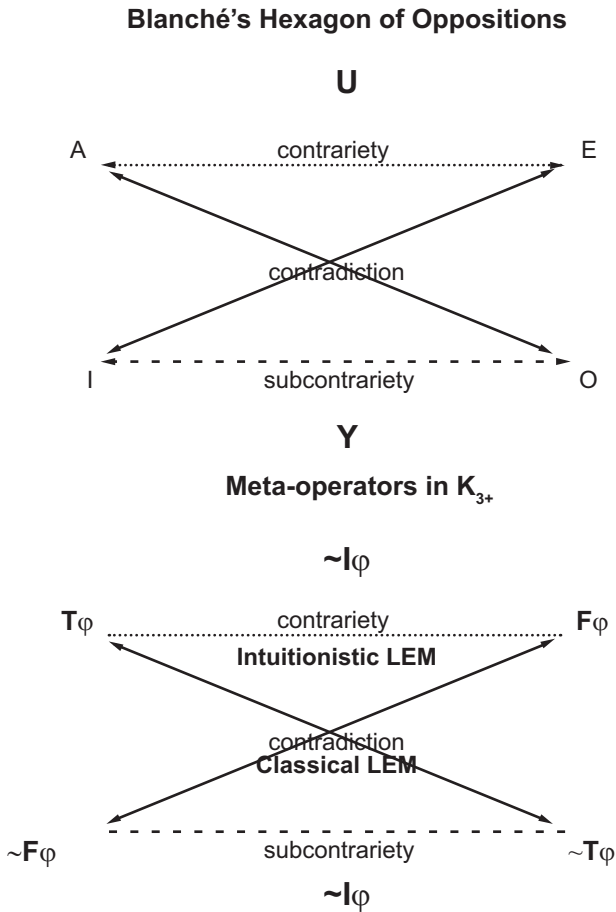 Blanché's Hexagon of Oppositions
U
A contrariety E
contradiction
I subcontrariety O
Y
Meta-operators in K3+
~Iφ
Tφ contrariety Fφ
Intuitionistic LEM
contradiction
Classical LEM
~Fφ subcontrariety ~Tφ
~Iφ